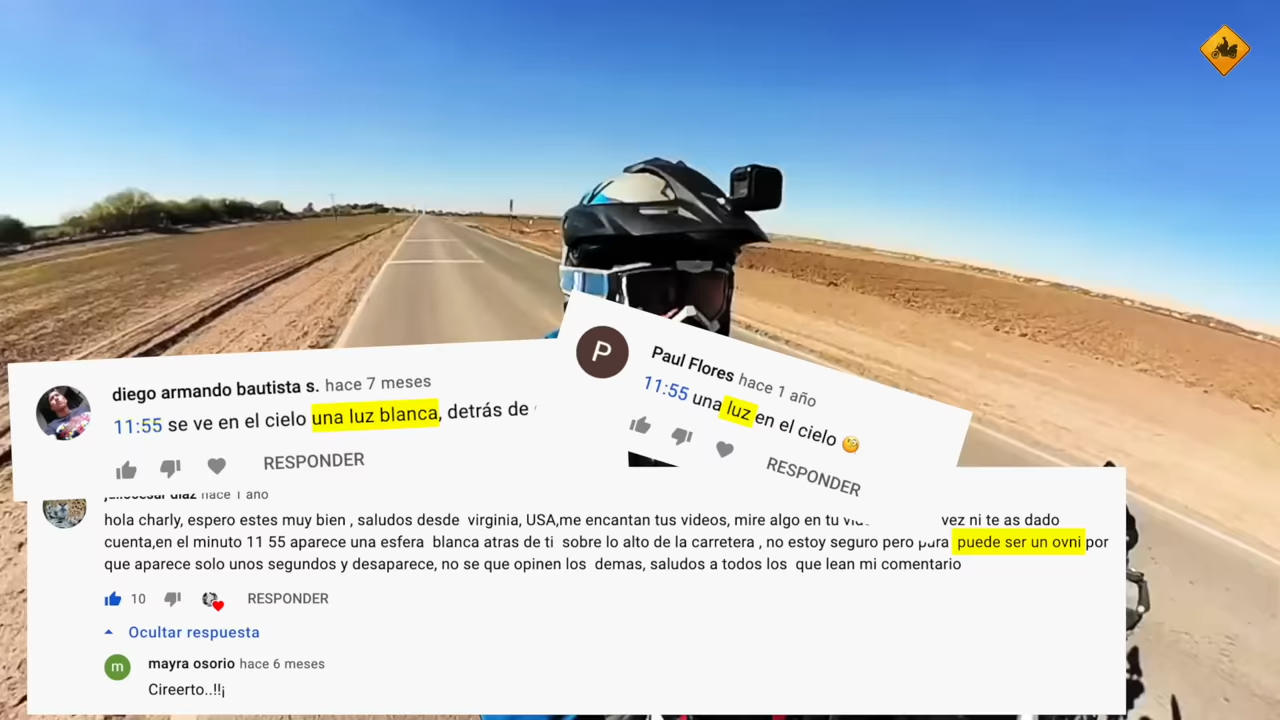 diego armando bautista s. hace 7 meses
11:55 se ve en el cielo una luz blanca, detrás de
RESPONDER
P
Paul Flores hace 1 año
11:55 una luz en el cielo
RESPONDER
hace 1 año
hola charly, espero estes muy bien , saludos desde virginia, USA,me encantan tus videos, mire algo en tu vez ni te as dado
cuenta,en el minuto 11 55 aparece una esfera blanca atras de ti sobre lo alto de la carretera , no estoy seguro pero para puede ser un ovni por
que aparece solo unos segundos y desaparece, no se que opinen los demas, saludos a todos los que lean mi comentario
10
RESPONDER
Ocultar respuesta
m
mayra osorio hace 6 meses
Cireerto..!!¡